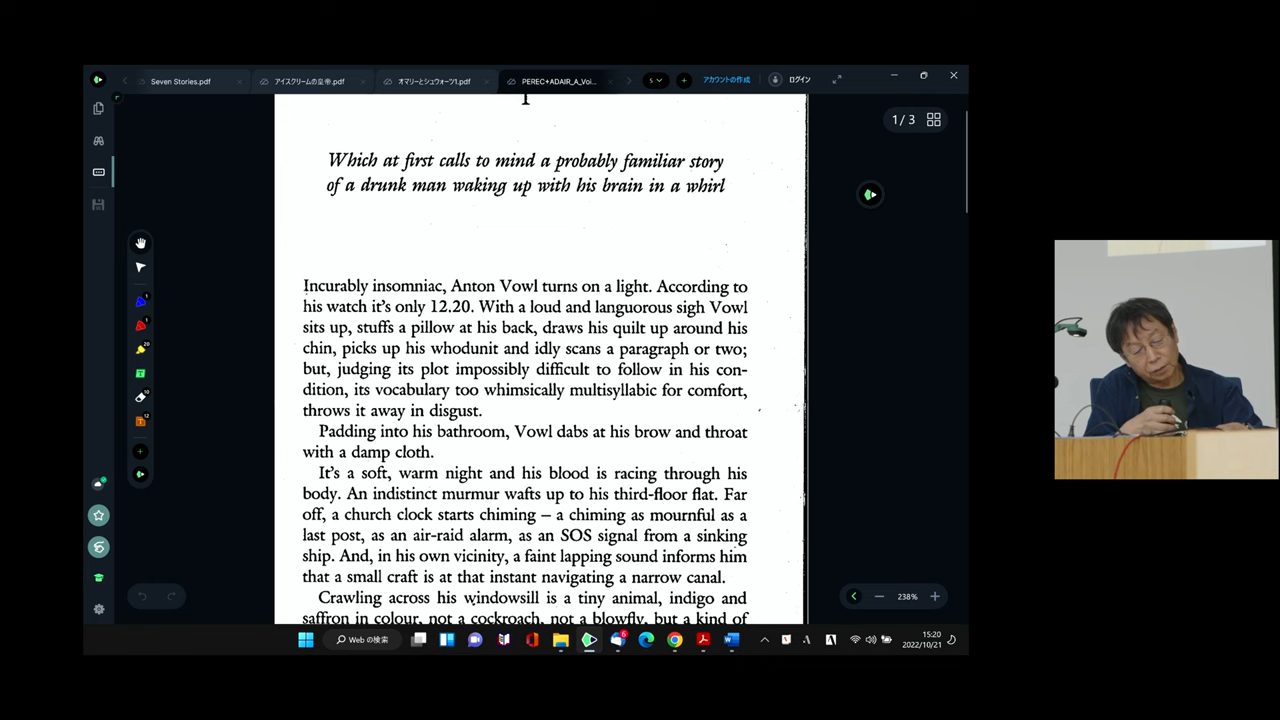 Seven Stories.pdf
アイスクリームの皇帝.pdf
オマリーとシュウォーツ1.pdf
PEREC+ADAIR_A_Voi...
5
アカウントの作成
ログイン
1 / 3
I
Which at first calls to mind a probably familiar story
of a drunk man waking up with his brain in a whirl
Incurably insomniac, Anton Vowl turns on a light. According to
his watch it's only 12.20. With a loud and languorous sigh Vowl
sits up, stuffs a pillow at his back, draws his quilt up around his
chin, picks up his whodunit and idly scans a paragraph or two;
but, judging its plot impossibly difficult to follow in his con-
dition, its vocabulary too whimsically multisyllabic for comfort,
throws it away in disgust.
Padding into his bathroom, Vowl dabs at his brow and throat
with a damp cloth.
It's a soft, warm night and his blood is racing through his
body. An indistinct murmur wafts up to his third-floor flat. Far
off, a church clock starts chiming – a chiming as mournful as a
last post, as an air-raid alarm, as an SOS signal from a sinking
ship. And, in his own vicinity, a faint lapping sound informs him
that a small craft is at that instant navigating a narrow canal.
Crawling across his windowsill is a tiny animal, indigo and
saffron in colour, not a cockroach, not a blowfly, but a kind of
238%
Web の検索
15:20
2022/10/21